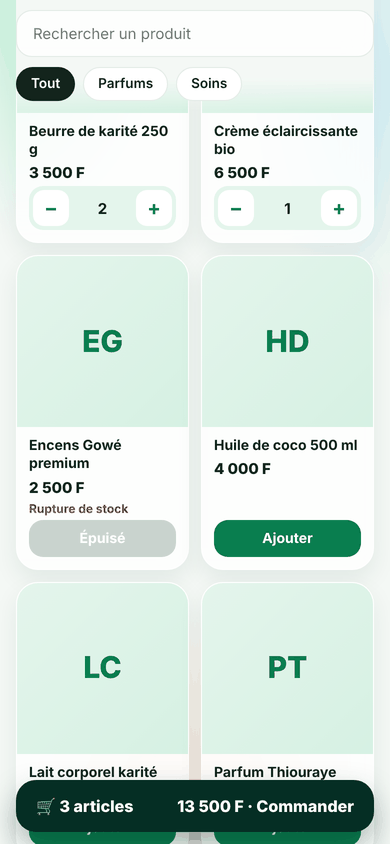 Rechercher un produit
Tout
Parfums
Soins
Beurre de karité 250
g
3 500 F
− 2 +
Crème éclaircissante
bio
6 500 F
− 1 +
EG
Encens Gowé
premium
2 500 F
Rupture de stock
Épuisé
HD
Huile de coco 500 ml
4 000 F
Ajouter
LC
Lait corporel karité
PT
Parfum Thiouraye
🛒 3 articles
13 500 F · Commander